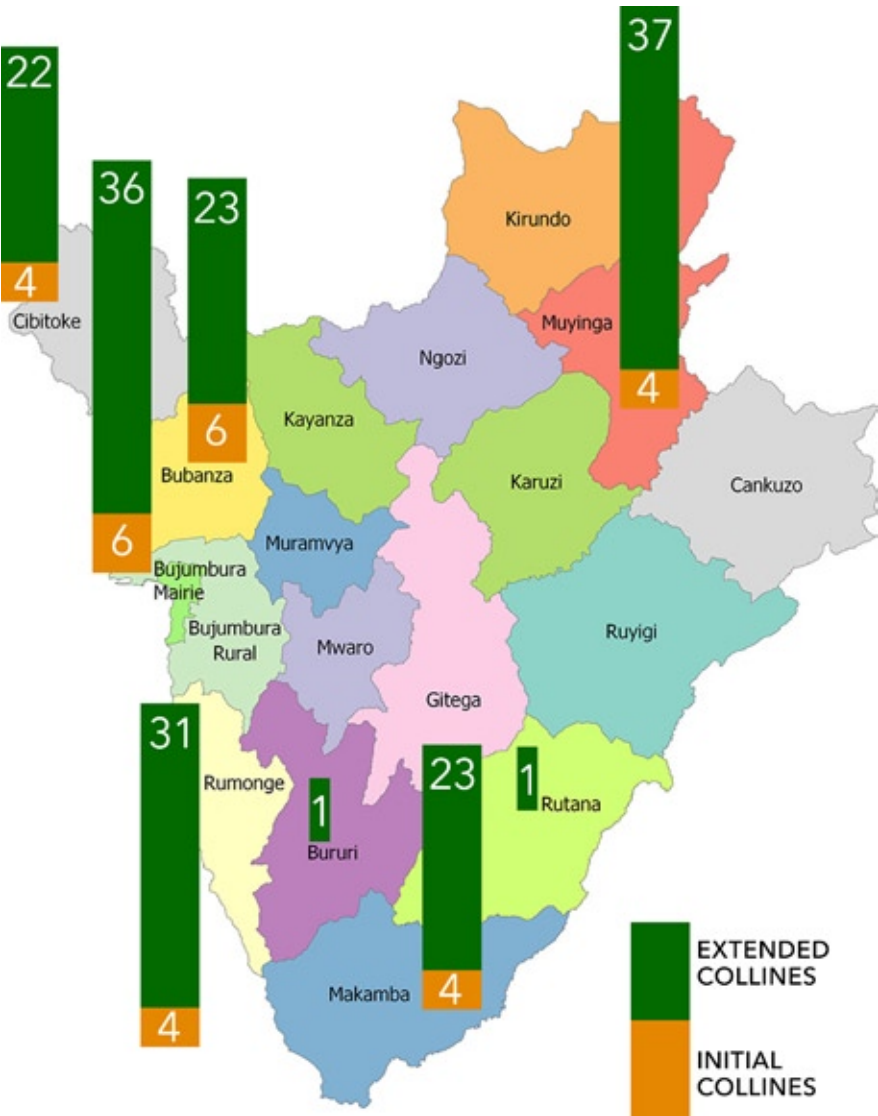 37
22
36
23
Kirundo
4
Cibitoke
Muyinga
Ngozi
4
Kayanza
6
Bubanza
Karuzi
Cankuzo
6
Muramvya
Bujumbura
Mairie
Bujumbura
Rural
Mwaro
Ruyigi
Gitega
31
23
1
Rumonge
1
Rutana
Bururi
EXTENDED
COLLINES
Makamba
4
4
INITIAL
COLLINES